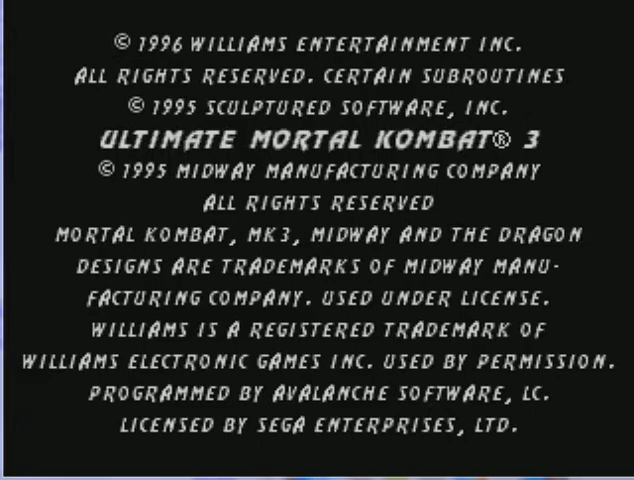 © 1996 WILLIAMS ENTERTAINMENT INC.
ALL RIGHTS RESERVED. CERTAIN SUBROUTINES
© 1995 SCULPTURED SOFTWARE, INC.
ULTIMATE MORTAL KOMBAT® 3
© 1995 MIDWAY MANUFACTURING COMPANY
ALL RIGHTS RESERVED
MORTAL KOMBAT, MK3, MIDWAY AND THE DRAGON
DESIGNS ARE TRADEMARKS OF MIDWAY MANU-
FACTURING COMPANY. USED UNDER LICENSE.
WILLIAMS IS A REGISTERED TRADEMARK OF
WILLIAMS ELECTRONIC GAMES INC. USED BY PERMISSION.
PROGRAMMED BY AVALANCHE SOFTWARE, LC.
LICENSED BY SEGA ENTERPRISES, LTD.